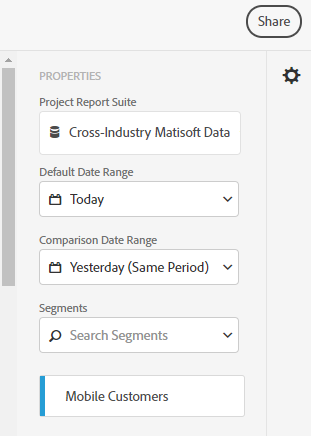 Share
PROPERTIES
Project Report Suite
Cross-Industry Matisoft Data
Default Date Range
Today
Comparison Date Range
Yesterday (Same Period)
Segments
Search Segments
Mobile Customers